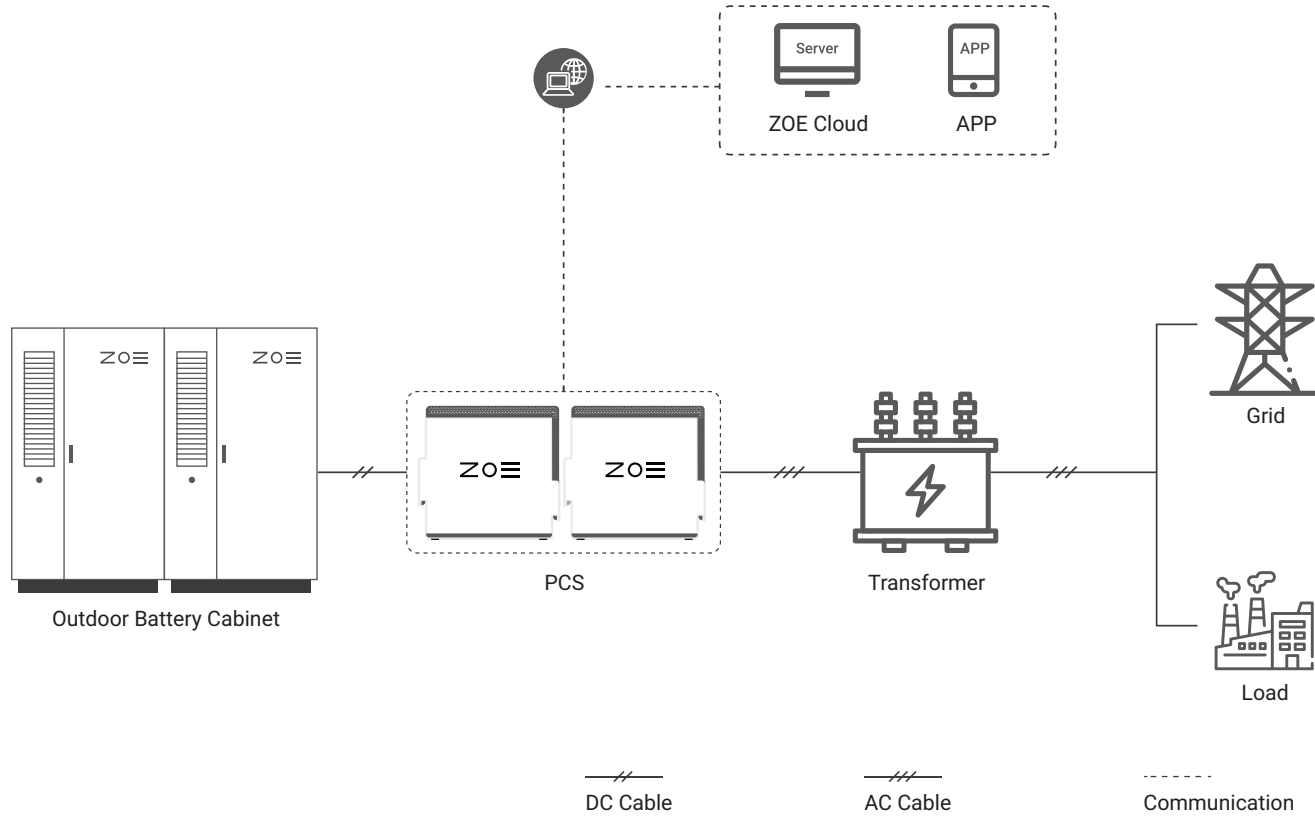 Server
APP
ZOE Cloud
APP
ZOE
ZOE
ZOE
ZOE
Grid
PCS
Transformer
Outdoor Battery Cabinet
Load
DC Cable
AC Cable
Communication